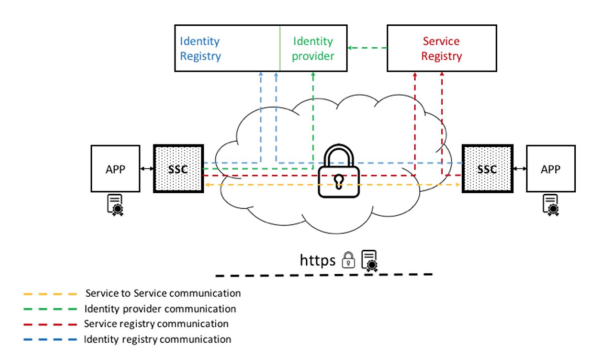 Identity
Registry
Identity
provider
Service
Registry
APP
SSC
SSC
APP
https
Service to Service communication
Identity provider communication
Service registry communication
Identity registry communication